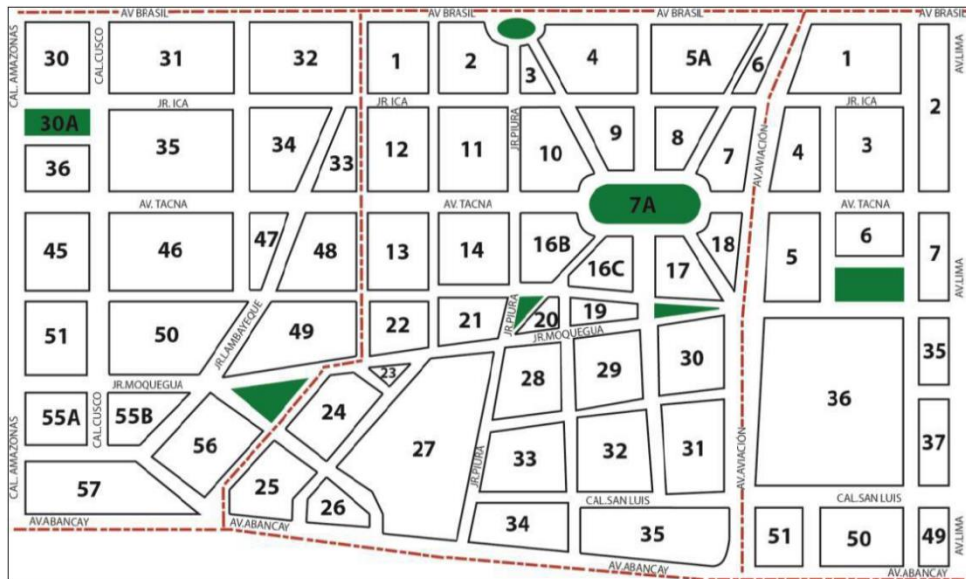 AV BRASIL AV BRASIL AV BRASIL AV BRASIL
CAL. AMAZONAS 30 CAL.CUSCO 31 32 1 2 3 4 5A 6 1 2 AV.LIMA
JR. ICA JR. ICA JR. ICA
30A 36 35 34 33 12 11 JR.PIURA 10 9 8 7 AV.AVIACIÓN 4 3
7A
AV. TACNA AV. TACNA AV. TACNA
45 46 47 48 13 14 16B 16C 17 18 5 6 7 AV.LIMA
51 50 JR.LAMBAYEQUE 49 22 21 JR.PIURA 20 19
JR.MOQUEGUA
JR.MOQUEGUA
23 28 29 30 36 35
CAL. AMAZONAS 55A CAL.CUSCO 55B 56 24 27
JR.PIURA 33 32 31 AV.AVIACIÓN 37
57 25 26
CAL.SAN LUIS CAL.SAN LUIS
34 35 51 50 49 AV.LIMA
AV.ABANCAY AV.ABANCAY AV.ABANCAY AV.ABANCAY